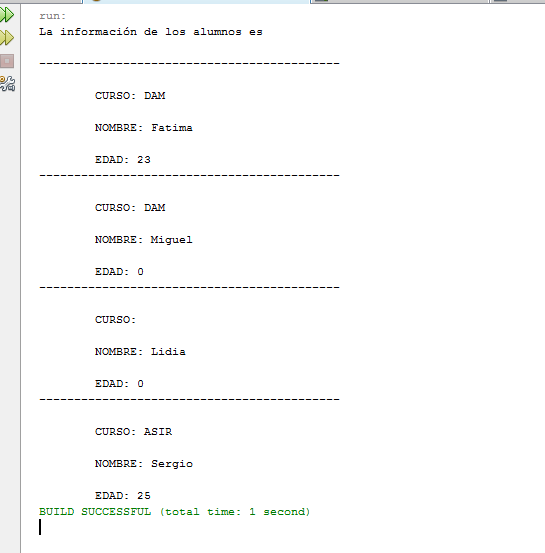 run:
La información de los alumnos es
-------------------------------------------
CURSO: DAM
NOMBRE: Fatima
EDAD: 23
-------------------------------------------
CURSO: DAM
NOMBRE: Miguel
EDAD: 0
-------------------------------------------
CURSO:
NOMBRE: Lidia
EDAD: 0
-------------------------------------------
CURSO: ASIR
NOMBRE: Sergio
EDAD: 25
BUILD SUCCESSFUL (total time: 1 second)